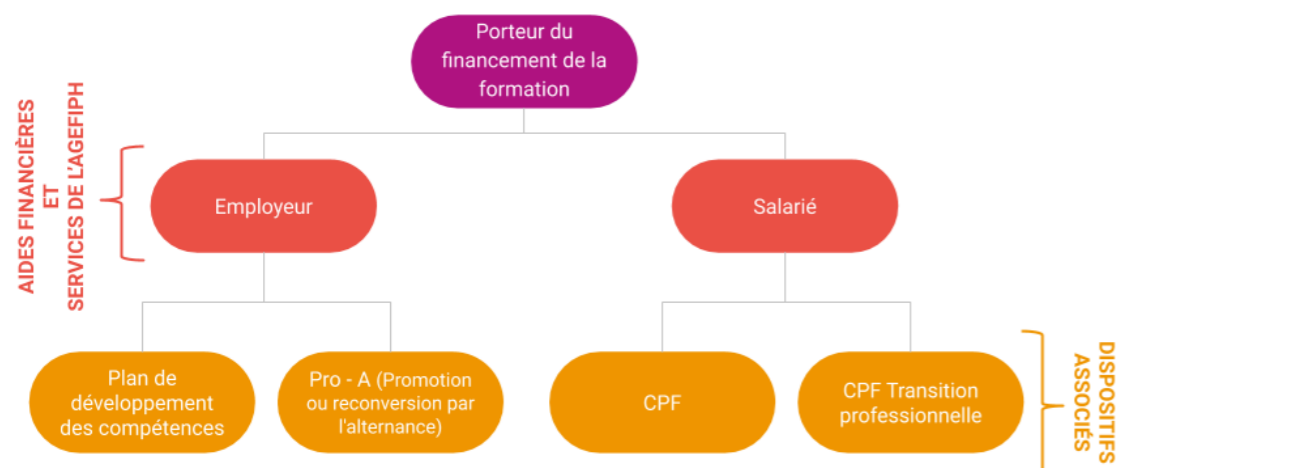 Porteur du
financement de la
formation
AIDES FINANCIÈRES
ET
SERVICES DE L'AGEFIPH
Employeur
Salarié
Plan de
développement
des compétences
Pro - A (Promotion
ou reconversion par
l'alternance)
CPF
CPF Transition
professionnelle
DISPOSITIFS
ASSOCIÉS